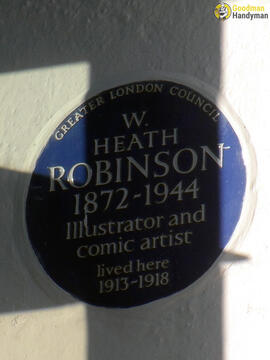 Goodman
Handyman
GREATER LONDON COUNCIL
W.
HEATH
ROBINSON
1872-1944
Illustrator and
comic artist
lived here
1913-1918